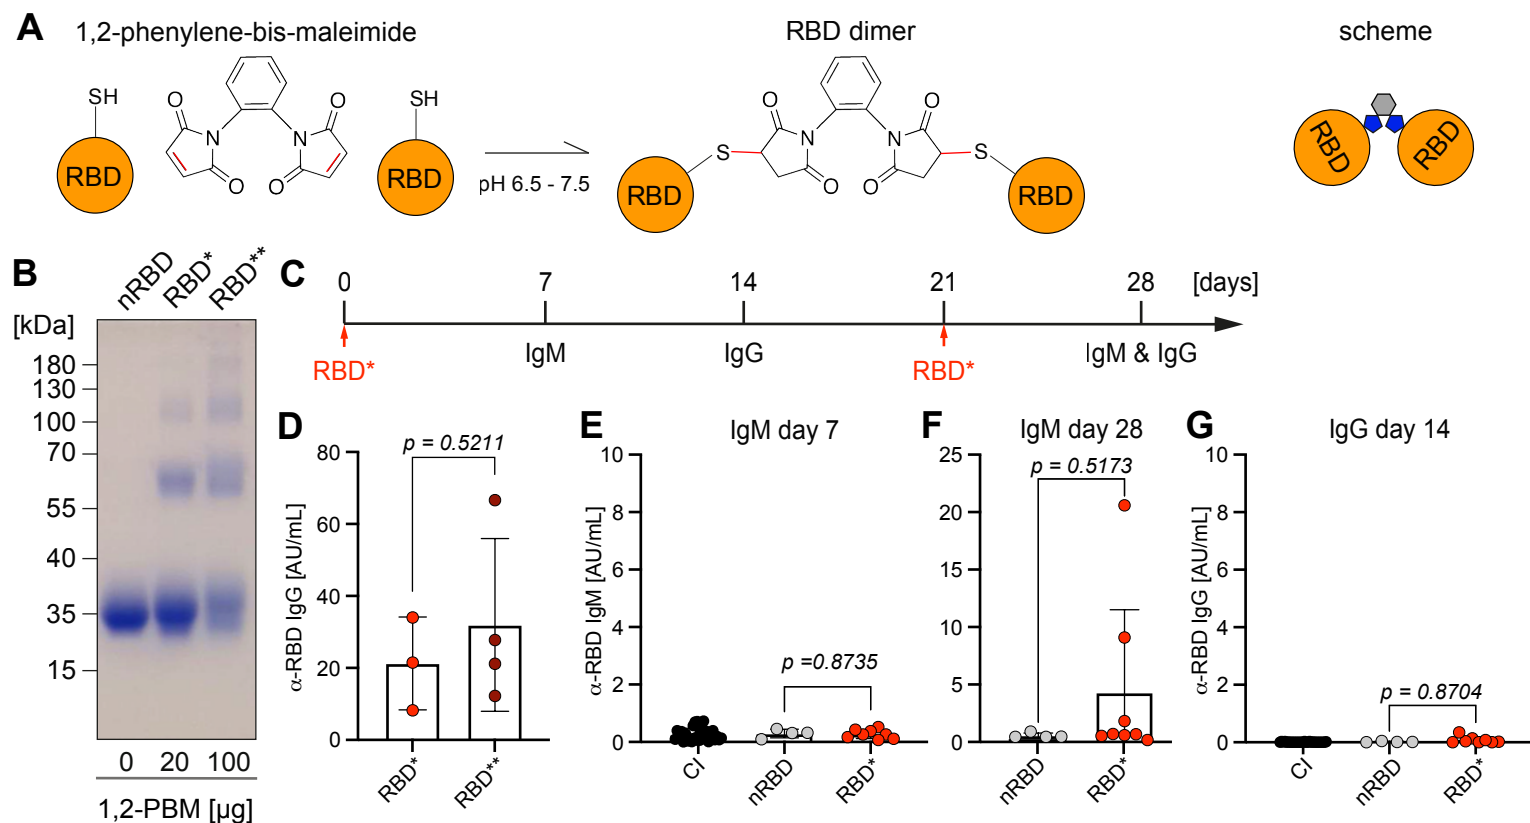 A 1,2-phenylene-bis-maleimide RBD dimer scheme
SH O O SH O O
N N N N
RBD O O RBD S O O S RBD RBD
pH 6.5 - 7.5 RBD RBD
B nRBD RBD* RBD**
[kDa]
180
130
100
70
55
40
35
15
0 20 100
1,2-PBM [µg]
C 0 7 14 21 28 [days]
RBD* IgM IgG RBD* IgM & IgG
D
α-RBD IgG [AU/mL]
80
60
40
20
0
p = 0.5211
RBD* RBD**
E IgM day 7
α-RBD IgM [AU/mL]
10
8
6
4
2
0
p =0.8735
CI nRBD RBD*
F IgM day 28
25
20
15
10
5
0
p = 0.5173
nRBD RBD*
G IgG day 14
α-RBD IgG [AU/mL]
10
8
6
4
2
0
p = 0.8704
CI nRBD RBD*